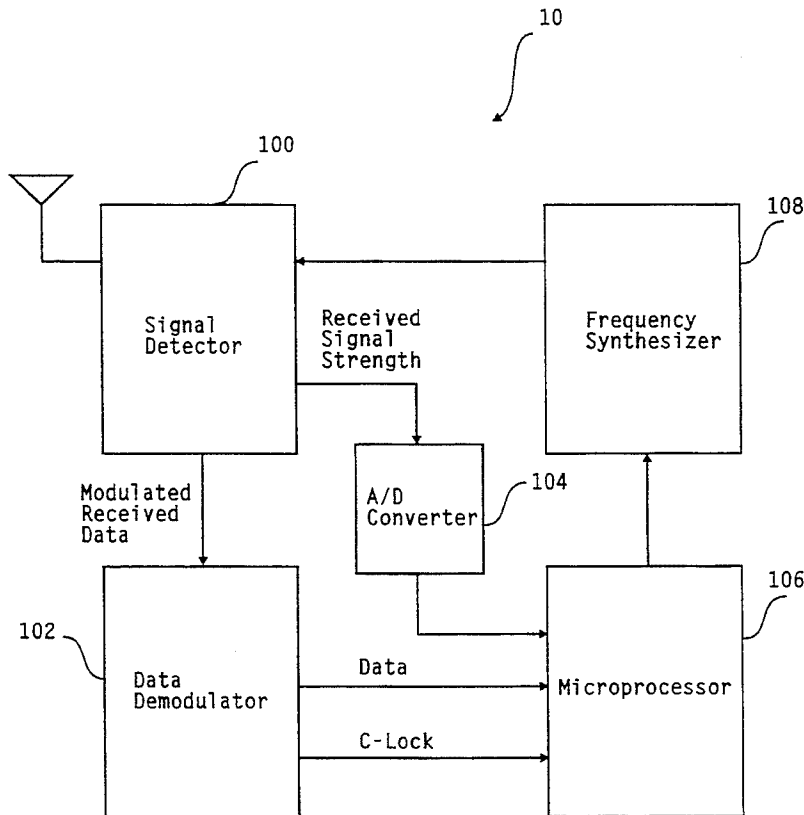 10
100
108
Signal
Detector
Received
Signal
Strength
Frequency
Synthesizer
Modulated
Received
Data
A/D
Converter
104
106
102
Data
Demodulator
Data
C-Lock
Microprocessor